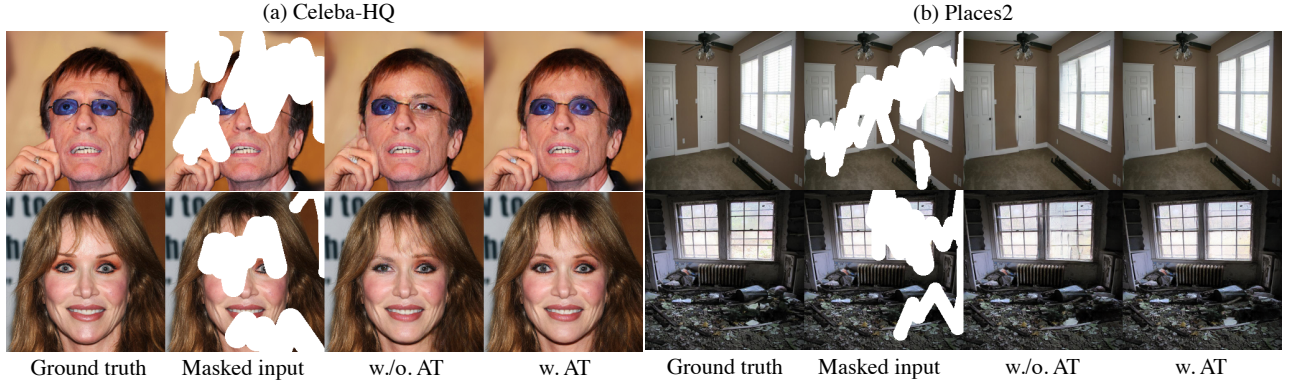 (a) Celeba-HQ
(b) Places2
Ground truth
Masked input
w./o. AT
w. AT
Ground truth
Masked input
w./o. AT
w. AT